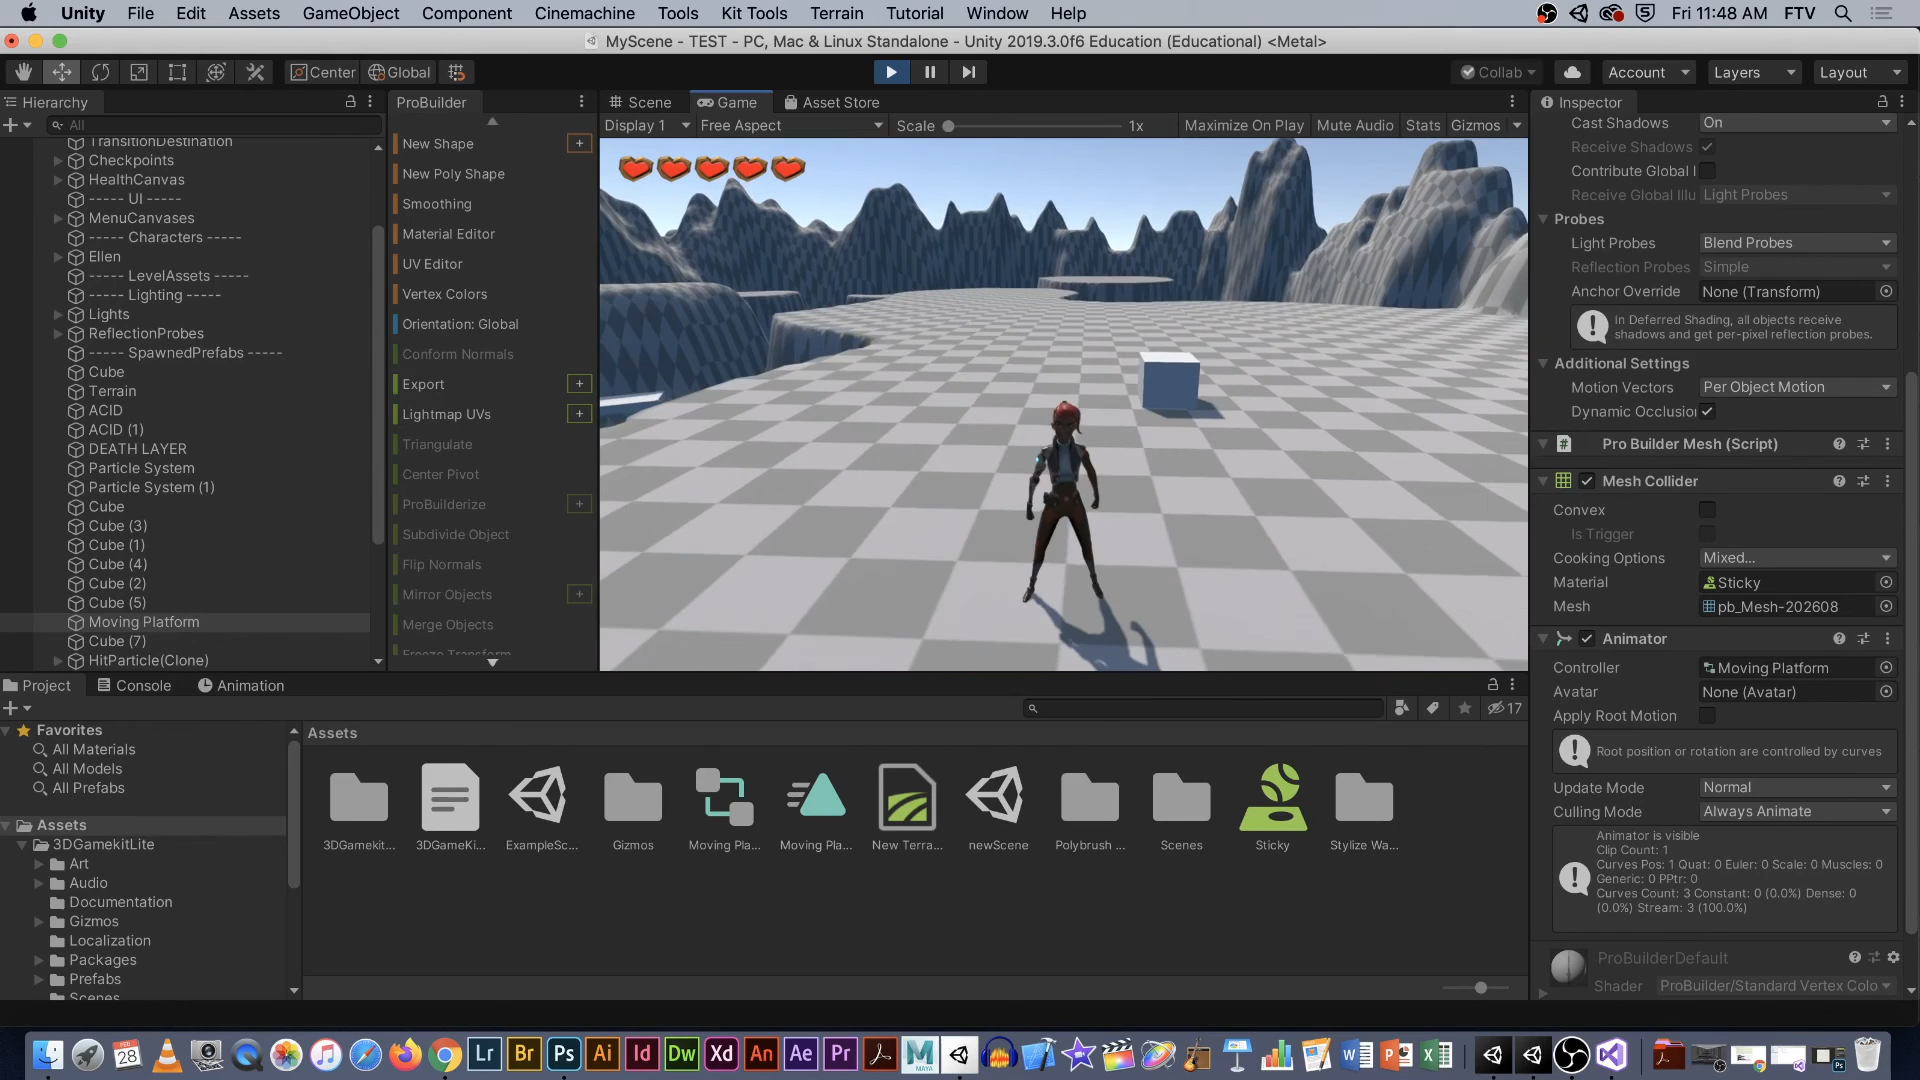 Unity File Edit Assets GameObject Component Cinemachine Tools Kit Tools Terrain Tutorial Window Help Fri 11:48 AM FTV
MyScene - TEST - PC, Mac & Linux Standalone - Unity 2019.3.0f6 Education (Educational) <Metal>
Center Global Collab Account Layers Layout
Hierarchy
All
TransitionDestination
Checkpoints
HealthCanvas
----- UI -----
MenuCanvases
----- Characters -----
Ellen
----- LevelAssets -----
----- Lighting -----
Lights
ReflectionProbes
----- SpawnedPrefabs -----
Cube
Terrain
ACID
ACID (1)
DEATH LAYER
Particle System
Particle System (1)
Cube
Cube (3)
Cube (1)
Cube (4)
Cube (2)
Cube (5)
Moving Platform
Cube (7)
HitParticle(Clone)
ProBuilder
New Shape
New Poly Shape
Smoothing
Material Editor
UV Editor
Vertex Colors
Orientation: Global
Conform Normals
Export
Lightmap UVs
Triangulate
Center Pivot
ProBuilderize
Subdivide Object
Flip Normals
Mirror Objects
Merge Objects
Freeze Transform
Scene Game Asset Store
Display 1 Free Aspect Scale 1x Maximize On Play Mute Audio Stats Gizmos
Inspector
Cast Shadows On
Receive Shadows
Contribute Global I
Receive Global Illu Light Probes
Probes
Light Probes Blend Probes
Reflection Probes Simple
Anchor Override None (Transform)
In Deferred Shading, all objects receive
shadows and get per-pixel reflection probes.
Additional Settings
Motion Vectors Per Object Motion
Dynamic Occlusion
Pro Builder Mesh (Script)
Mesh Collider
Convex
Is Trigger
Cooking Options Mixed...
Material Sticky
Mesh pb_Mesh-202608
Animator
Controller Moving Platform
Avatar None (Avatar)
Apply Root Motion
Root position or rotation are controlled by curves
Update Mode Normal
Culling Mode Always Animate
Animator is visible
Clip Count: 1
Curves Pos: 1 Quat: 0 Euler: 0 Scale: 0 Muscles: 0
Generic: 0 PPtr: 0
Curves Count: 3 Constant: 0 (0.0%) Dense: 0
(0.0%) Stream: 3 (100.0%)
ProBuilderDefault
Shader ProBuilder/Standard Vertex Colo
Project Console Animation
17
Favorites
All Materials
All Models
All Prefabs
Assets
3DGamekitLite
Art
Audio
Documentation
Gizmos
Localization
Packages
Prefabs
Scenes
Assets
3DGamekit... 3DGameKi... ExampleSc... Gizmos Moving Pla... Moving Pla... New Terra... newScene Polybrush ... Scenes Sticky Stylize Wa...
FEB
28 Lr Br Ps Ai Id Dw Xd An Ae Pr M
MAYA W P X